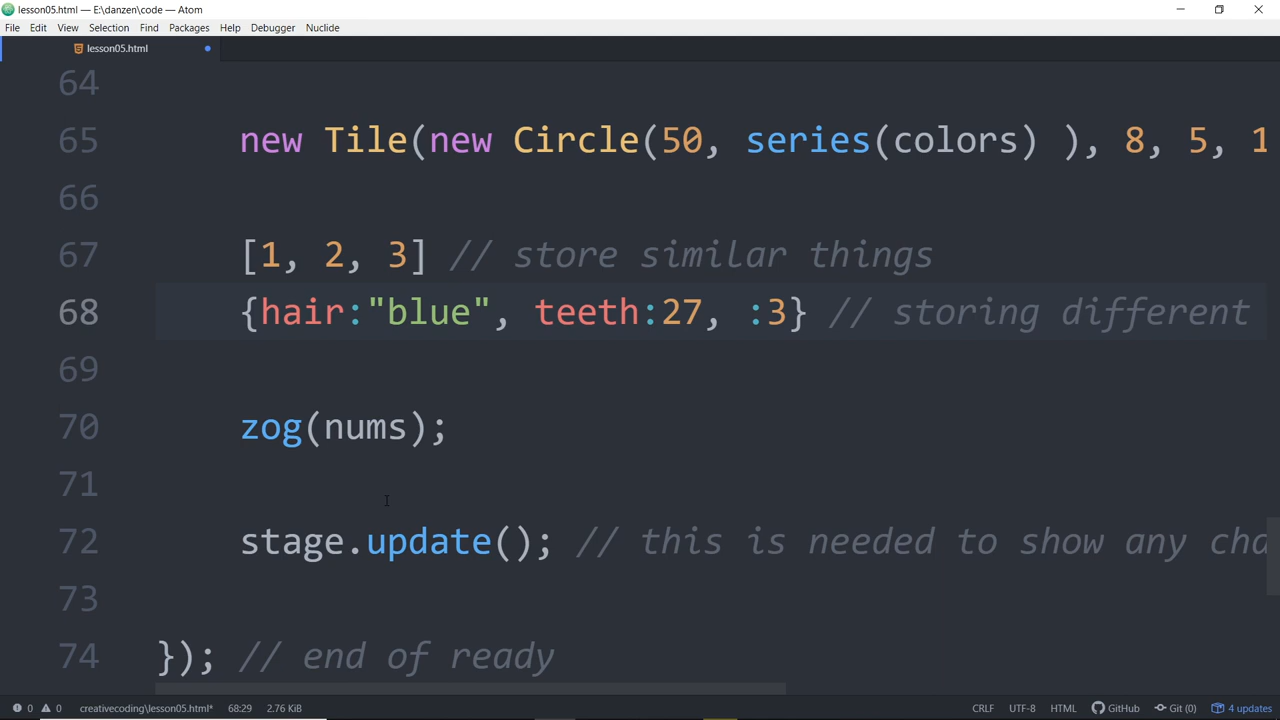 lesson05.html — E:\danzen\code — Atom
File Edit View Selection Find Packages Help Debugger Nuclide
lesson05.html
64
65 new Tile(new Circle(50, series(colors) ), 8, 5, 1
66
67 [1, 2, 3] // store similar things
68 {hair:"blue", teeth:27, :3} // storing different
69
70 zog(nums);
71
72 stage.update(); // this is needed to show any cha
73
74 }); // end of ready
0 0 creativecoding\lesson05.html* 68:29 2.76 KiB CRLF UTF-8 HTML GitHub Git (0) 4 updates